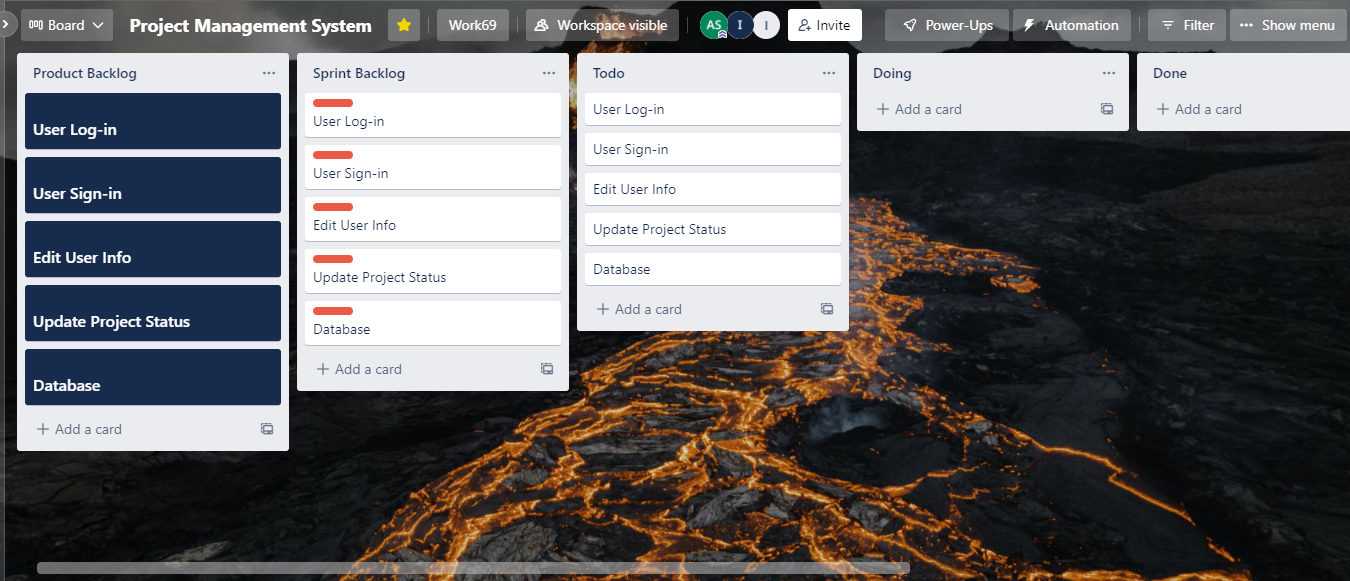 Board
Project Management System
Work69
Workspace visible
AS
I
I
Invite
Power-Ups
Automation
Filter
Show menu
Product Backlog
User Log-in
User Sign-in
Edit User Info
Update Project Status
Database
Add a card
Sprint Backlog
User Log-in
User Sign-in
Edit User Info
Update Project Status
Database
Add a card
Todo
User Log-in
User Sign-in
Edit User Info
Update Project Status
Database
Add a card
Doing
Add a card
Done
Add a card